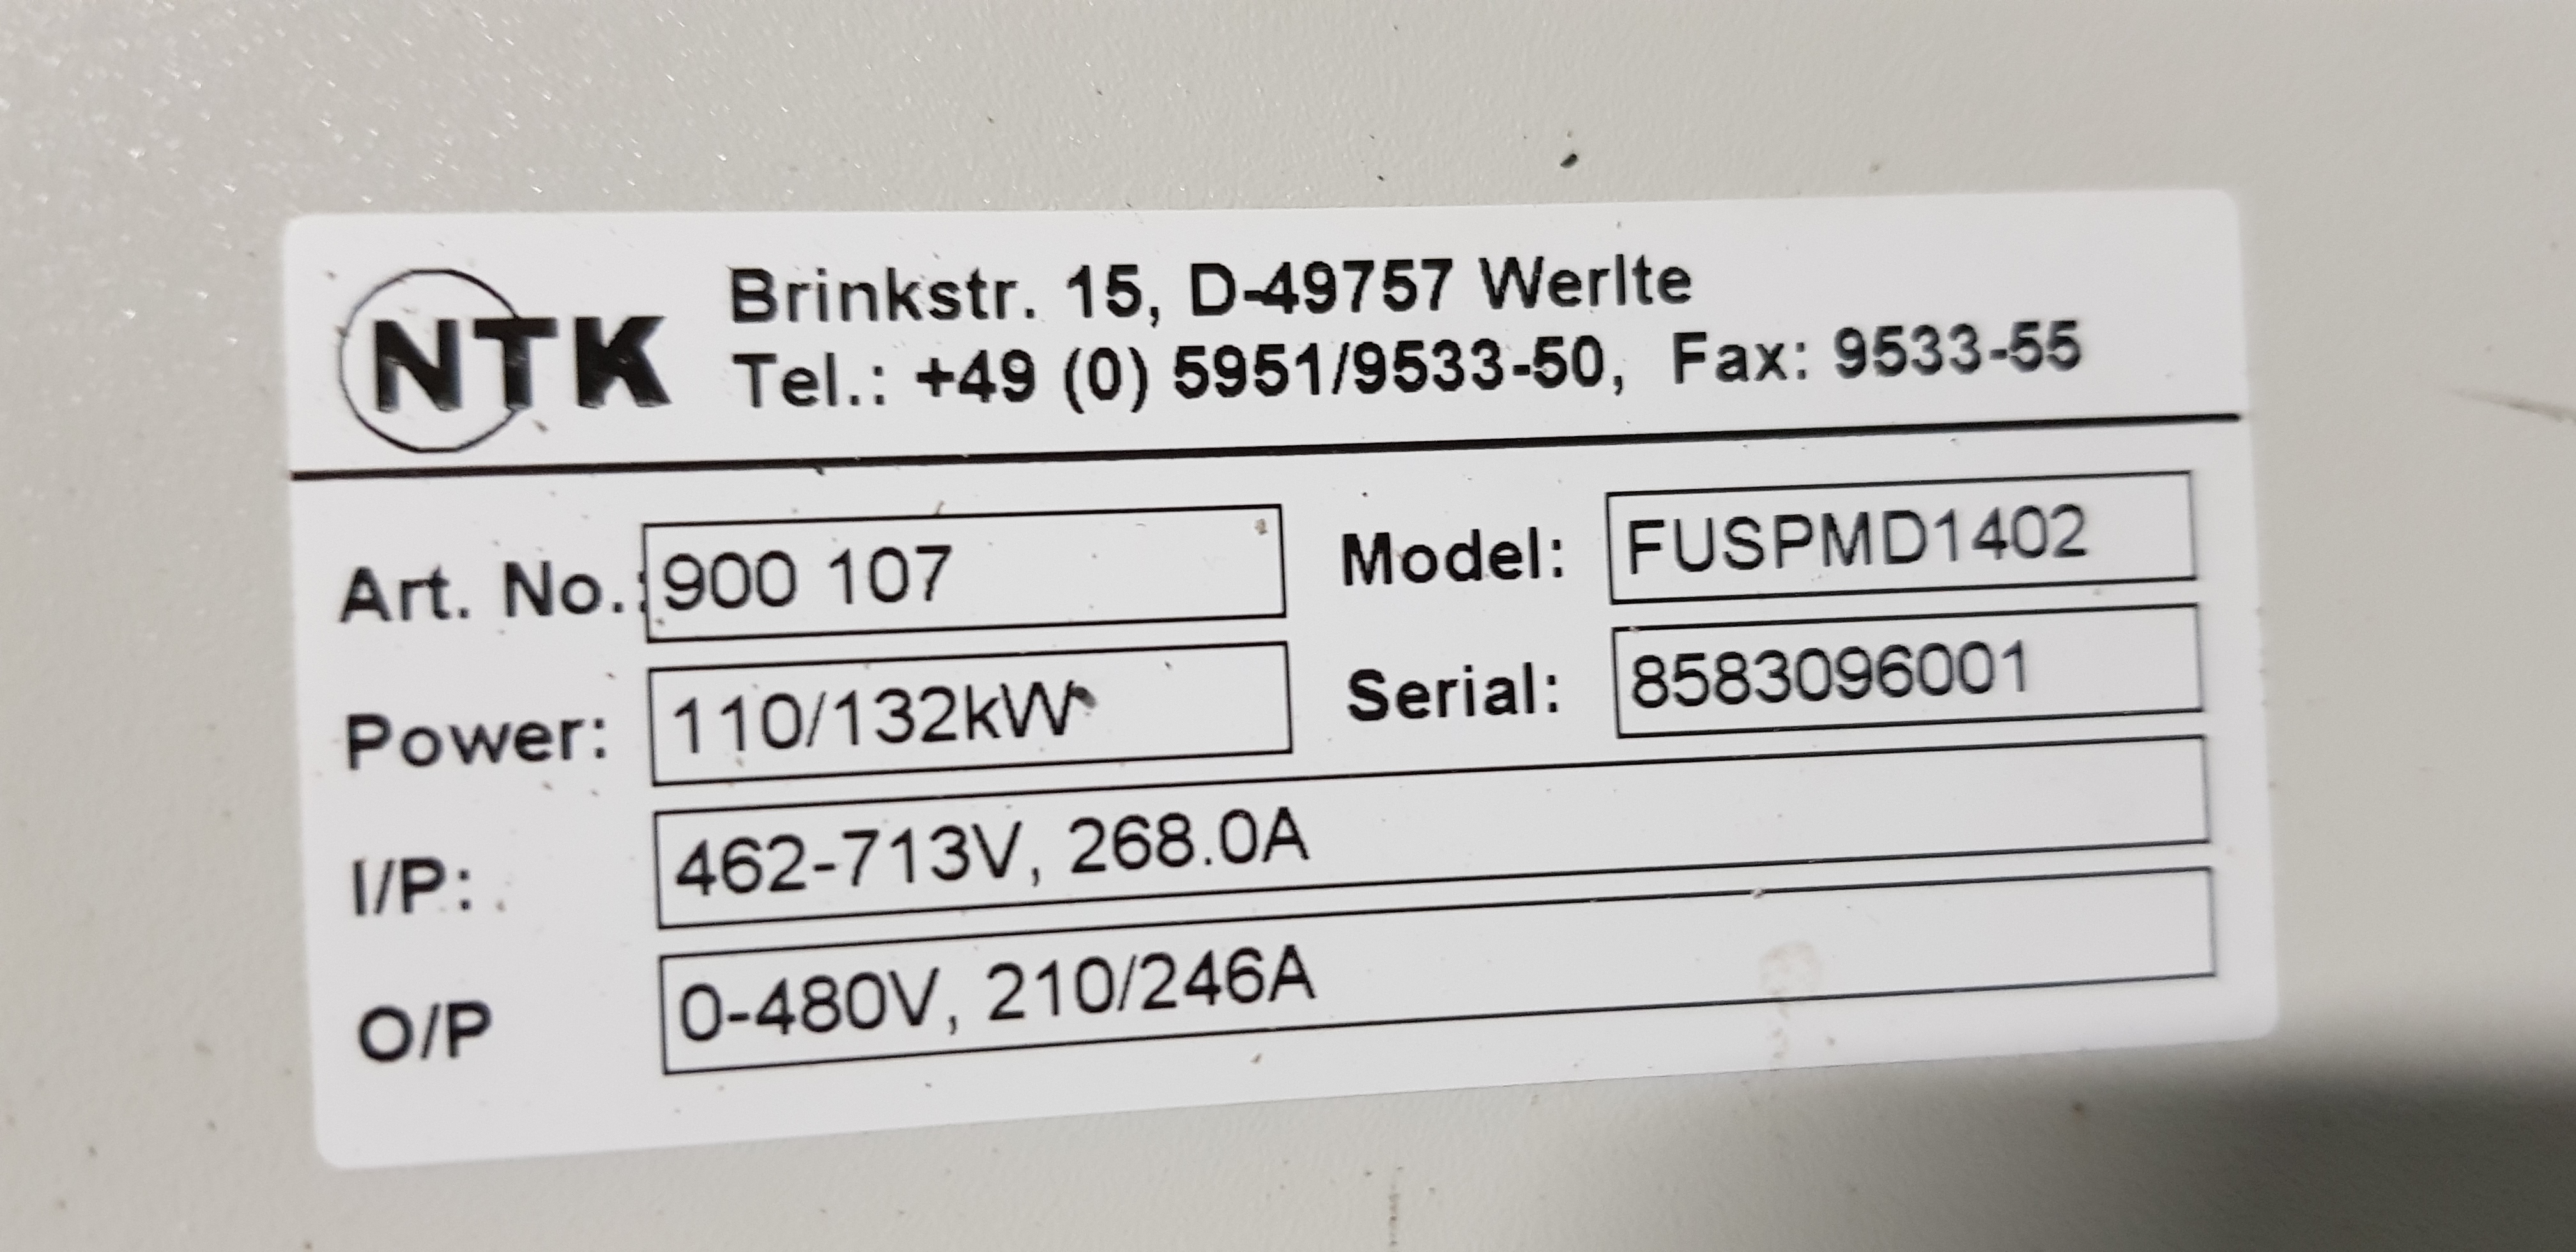 NTK
Brinkstr. 15, D-49757 Werlte
Tel.: +49 (0) 5951/9533-50, Fax: 9533-55
Art. No.: 900 107 Model: FUSPMD1402
Power: 110/132kW Serial: 8583096001
I/P: 462-713V, 268.0A
O/P 0-480V, 210/246A